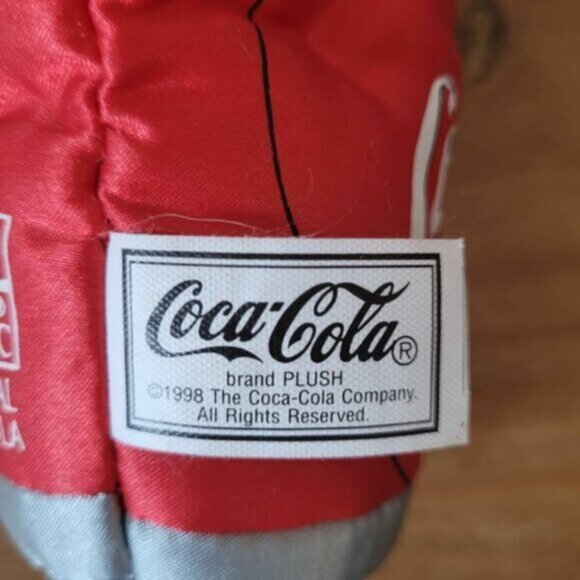 Coca-Cola®
brand PLUSH
©1998 The Coca-Cola Company.
All Rights Reserved.